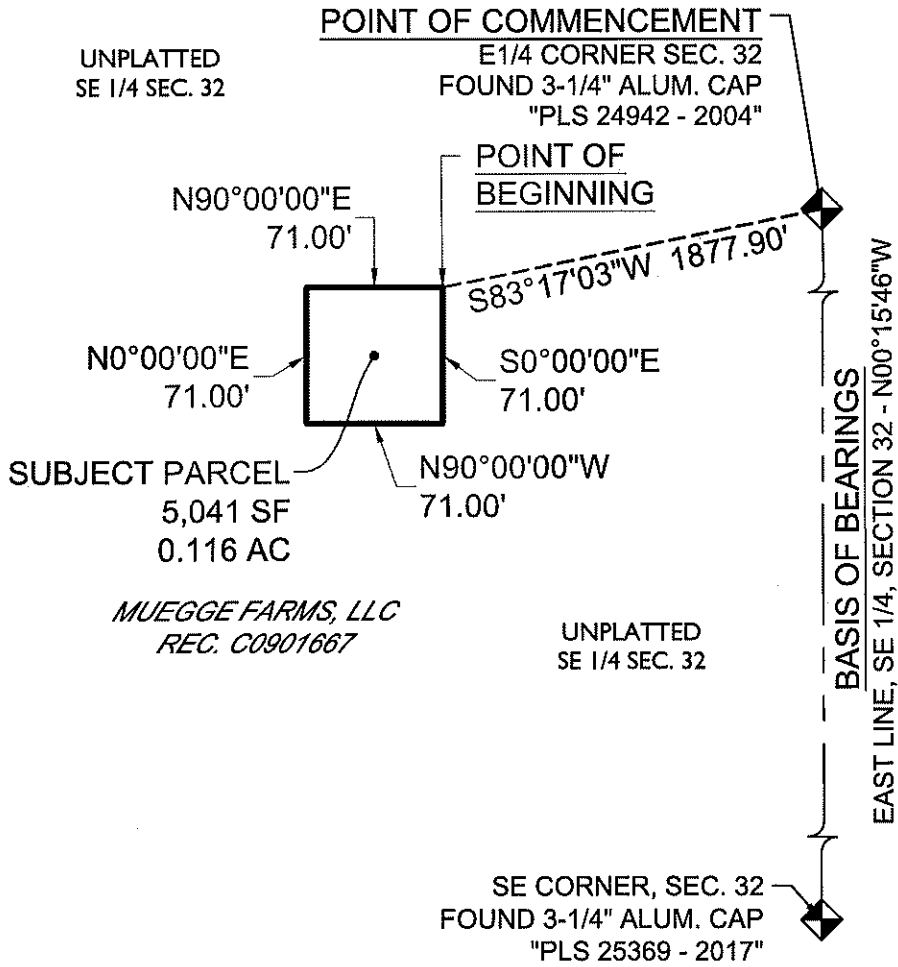 POINT OF COMMENCEMENT
E1/4 CORNER SEC. 32
FOUND 3-1/4" ALUM. CAP
"PLS 24942 - 2004"
UNPLATTED
SE 1/4 SEC. 32
POINT OF
BEGINNING
N90°00'00"E
71.00'
S83°17'03"W 1877.90'
N0°00'00"E
71.00'
S0°00'00"E
71.00'
N90°00'00"W
71.00'
SUBJECT PARCEL
5,041 SF
0.116 AC
MUEGGE FARMS, LLC
REC. C0901667
UNPLATTED
SE 1/4 SEC. 32
BASIS OF BEARINGS
EAST LINE, SE 1/4, SECTION 32 - N00°15'46"W
SE CORNER, SEC. 32
FOUND 3-1/4" ALUM. CAP
"PLS 25369 - 2017"